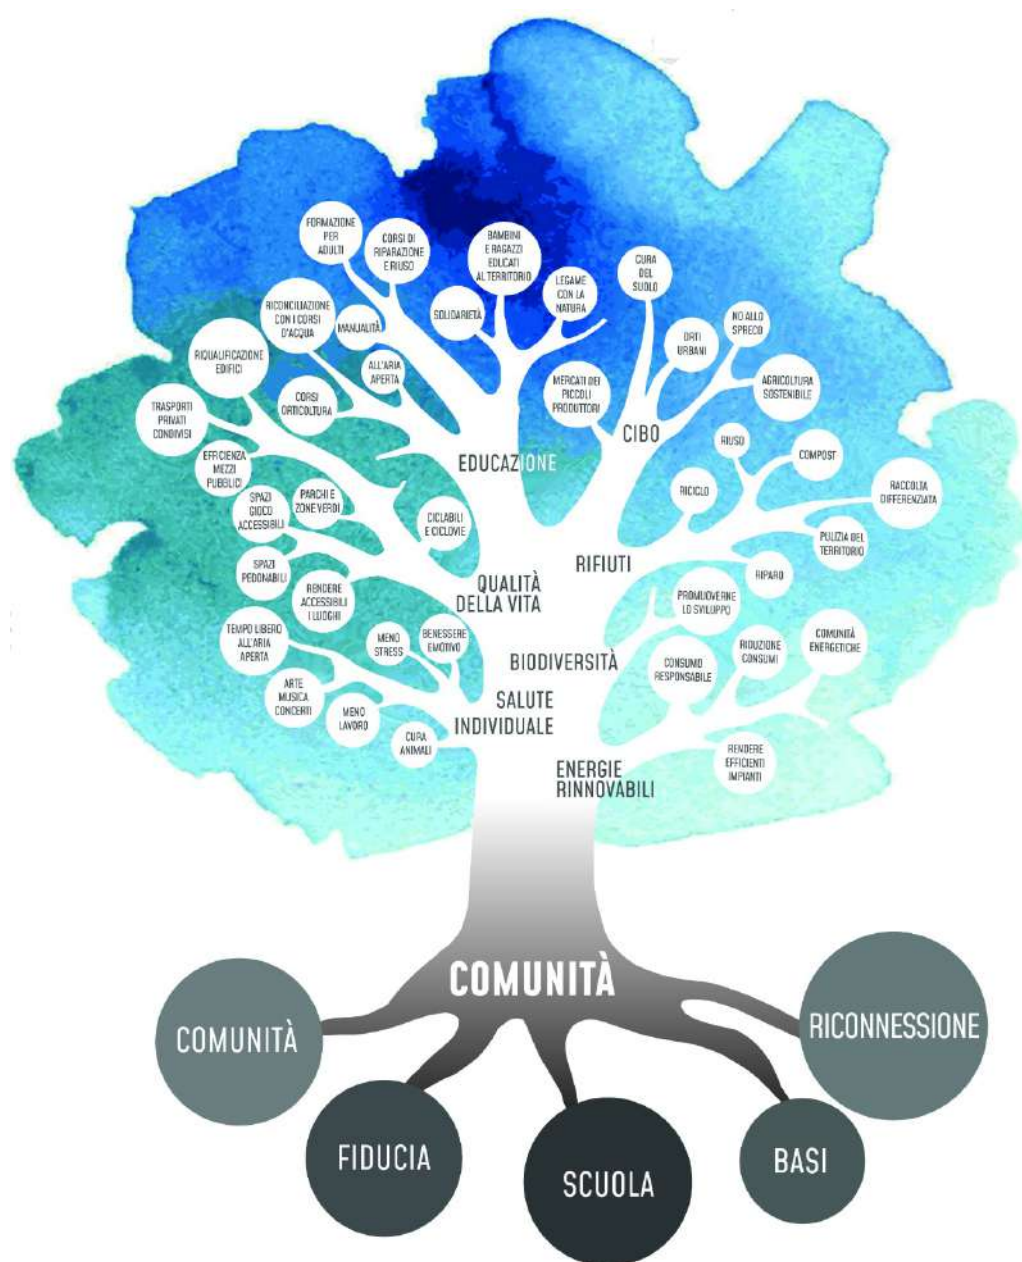 FORMAZIONE
PER
ADULTI
CORSI DI
RIPARAZIONE
E RIUSO
BAMBINI
E RAGAZZI
EDUCATI
AL TERRITORIO
LEGAME
CON LA
NATURA
CURA
DEL
SUOLO
RICONCILIAZIONE
CON I CORSI
D'ACQUA
MANUALITÀ
SOLIDARIETÀ
ORTI
URBANI
NO ALLO
SPRECO
RIQUALIFICAZIONE
EDIFICI
ALL'ARIA
APERTA
MERCATI DEI
PICCOLI
PRODUTTORI
AGRICOLTURA
SOSTENIBILE
TRASPORTI
PRIVATI
CONDIVISI
CORSI
ORTICOLTURA
CIBO
EDUCAZIONE
EFFICIENZA
MEZZI
PUBBLICI
RIUSO
COMPOST
SPAZI
GIOCO
ACCESSIBILI
PARCHI E
ZONE VERDI
CICLABILI
E CICLOVIE
RICICLO
RACCOLTA
DIFFERENZIATA
PULIZIA DEL
TERRITORIO
SPAZI
PEDONABILI
RENDERE
ACCESSIBILI
I LUOGHI
QUALITÀ
DELLA VITA
RIFIUTI
RIPARO
PROMUOVERNE
LO SVILUPPO
TEMPO LIBERO
ALL'ARIA
APERTA
MENO
STRESS
BENESSERE
EMOTIVO
BIODIVERSITÀ
CONSUMO
RESPONSABILE
RIDUZIONE
CONSUMI
COMUNITÀ
ENERGETICHE
ARTE
MUSICA
CONCERTI
MENO
LAVORO
CURA
ANIMALI
SALUTE
INDIVIDUALE
ENERGIE
RINNOVABILI
RENDERE
EFFICIENTI
IMPIANTI
COMUNITÀ
COMUNITÀ
FIDUCIA
SCUOLA
BASI
RICONNESSIONE